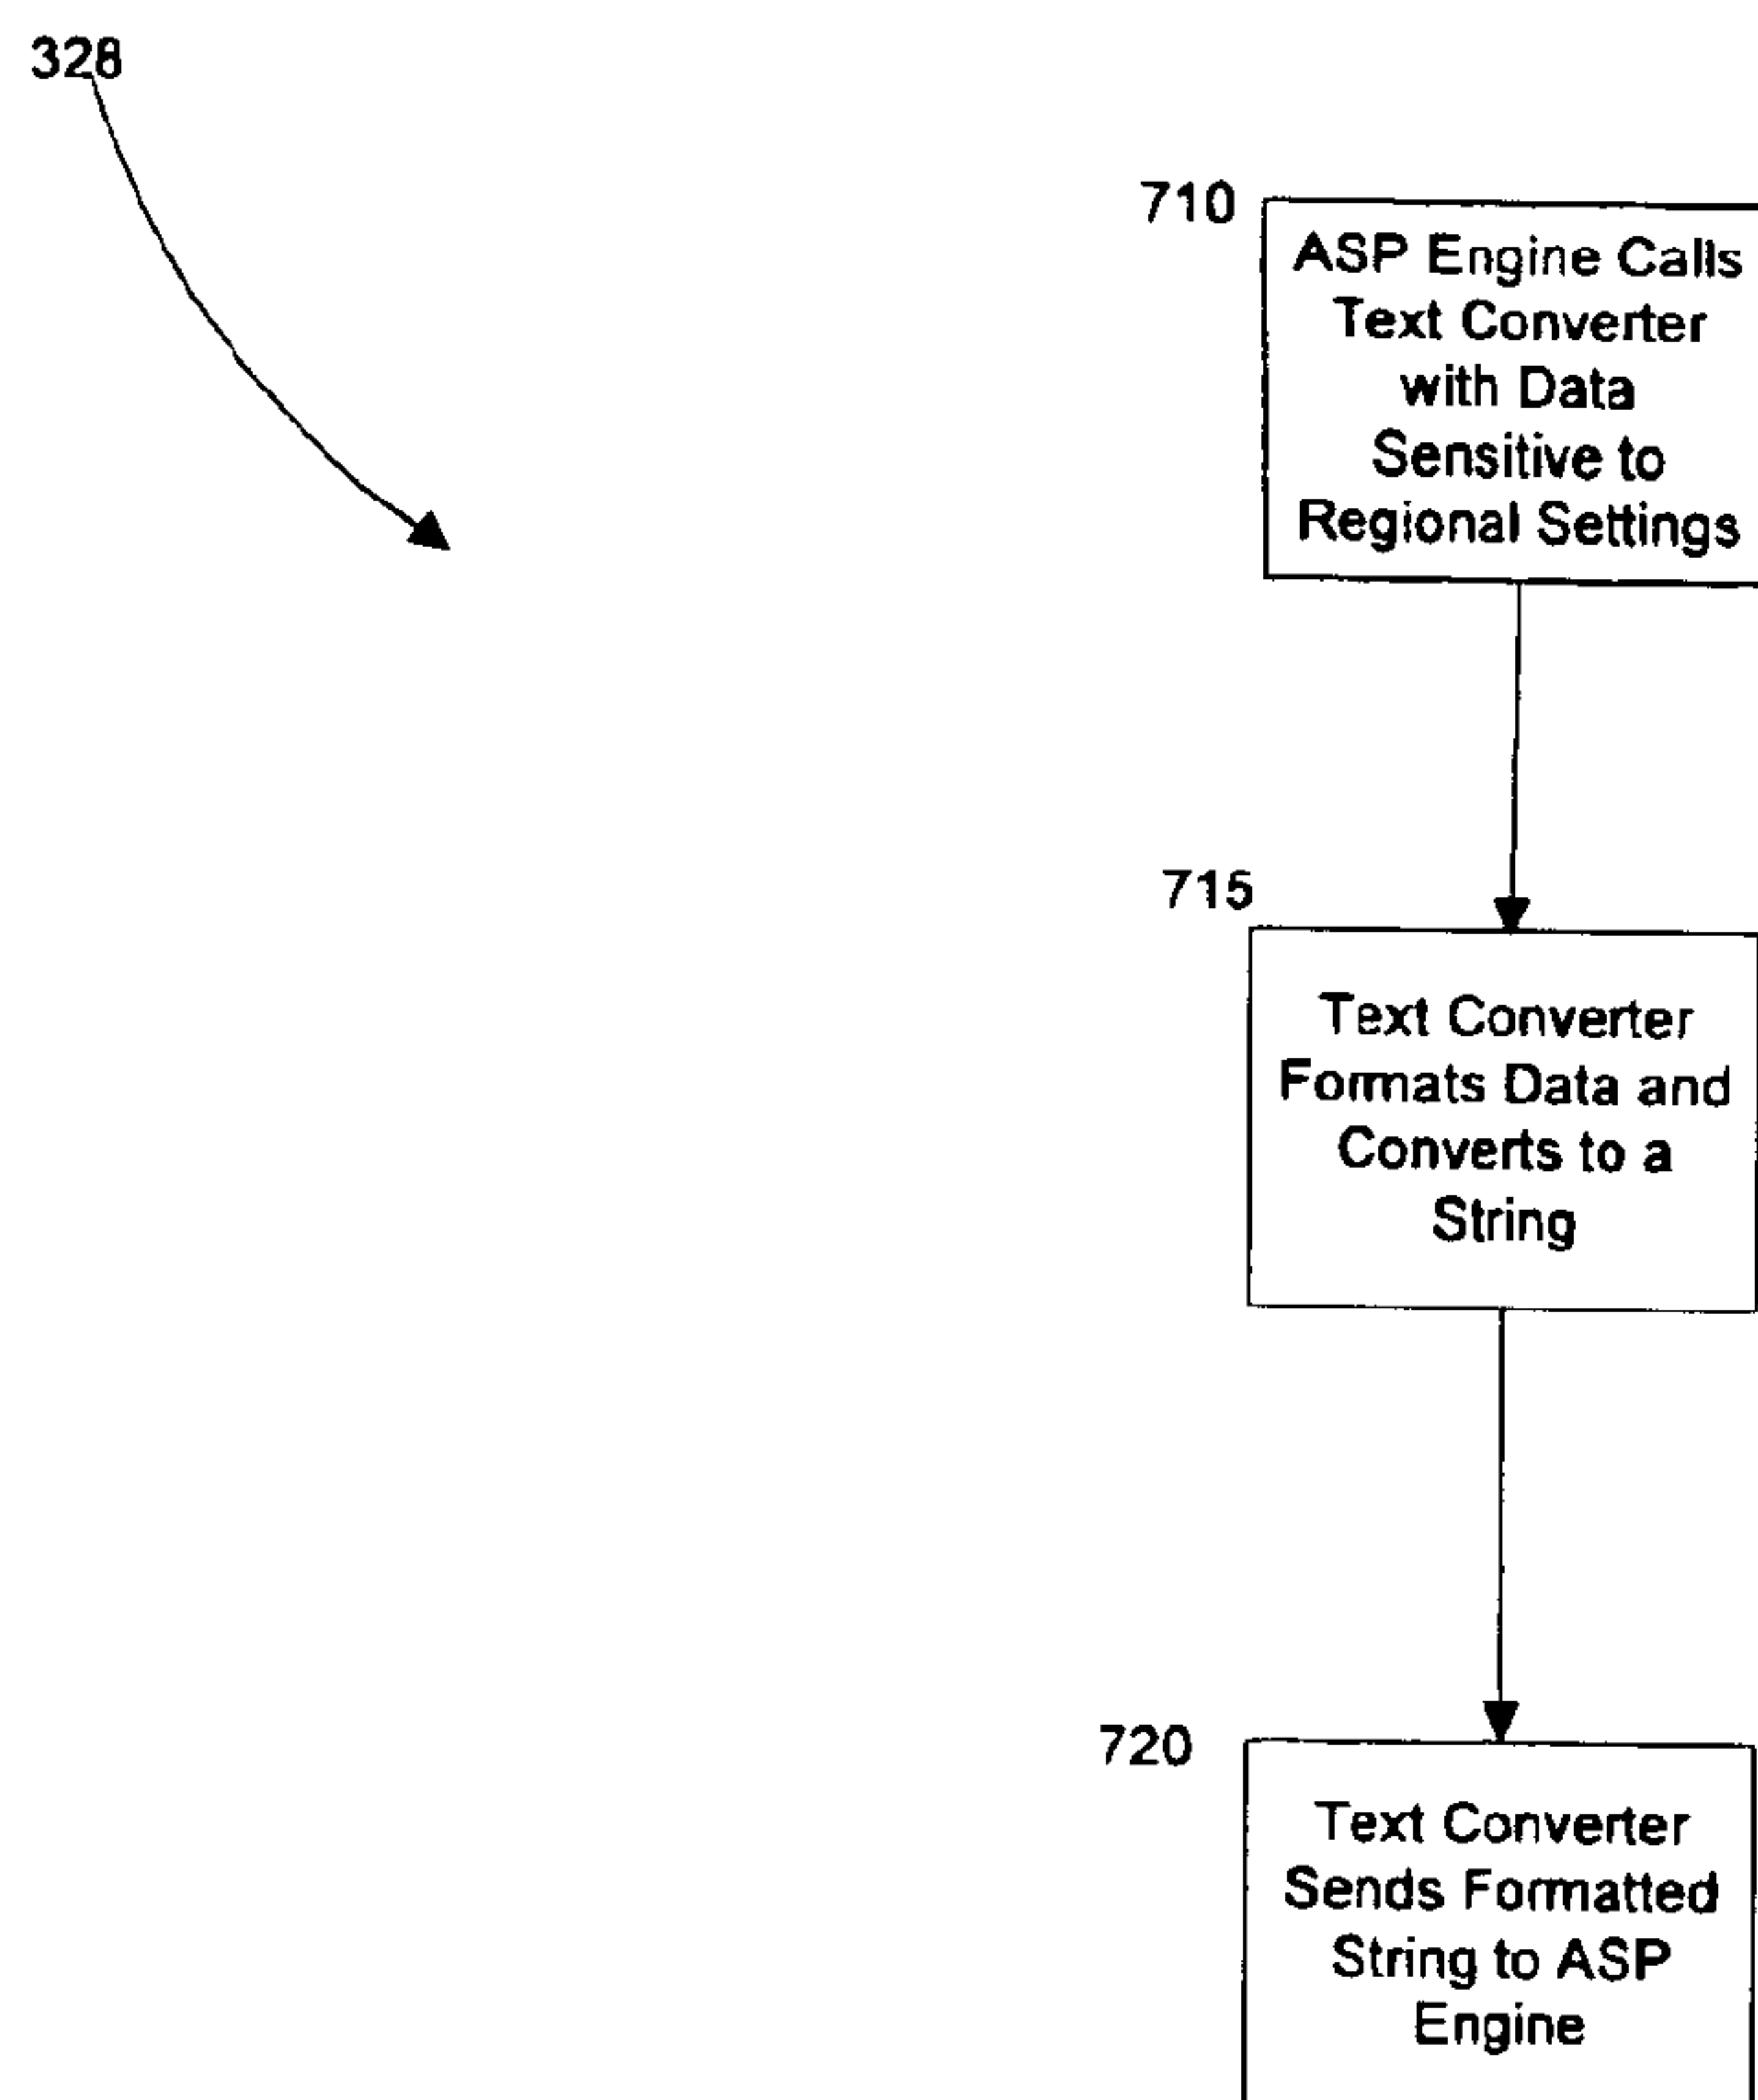 328
710
ASP Engine Calls
Text Converter
with Data
Sensitive to
Regional Settings
715
Text Converter
Formats Data and
Converts to a
String
720
Text Converter
Sends Formatted
String to ASP
Engine